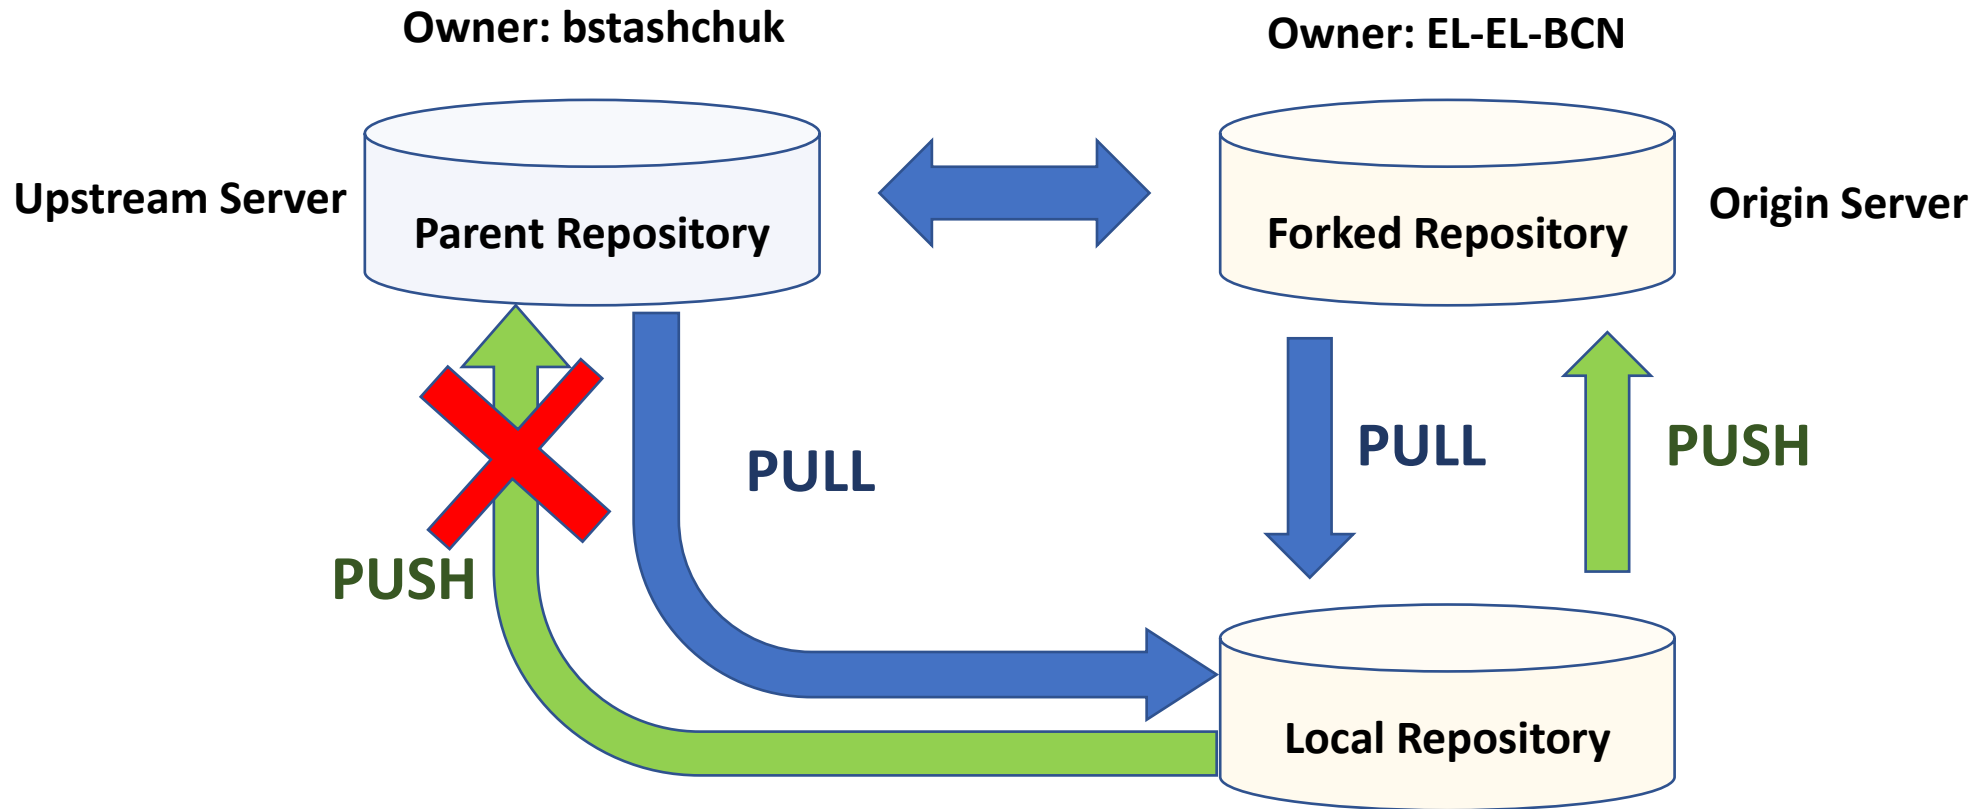 Owner: bstashchuk
Owner: EL-EL-BCN
Upstream Server
Parent Repository
Forked Repository
Origin Server
PULL
PULL
PUSH
PUSH
Local Repository